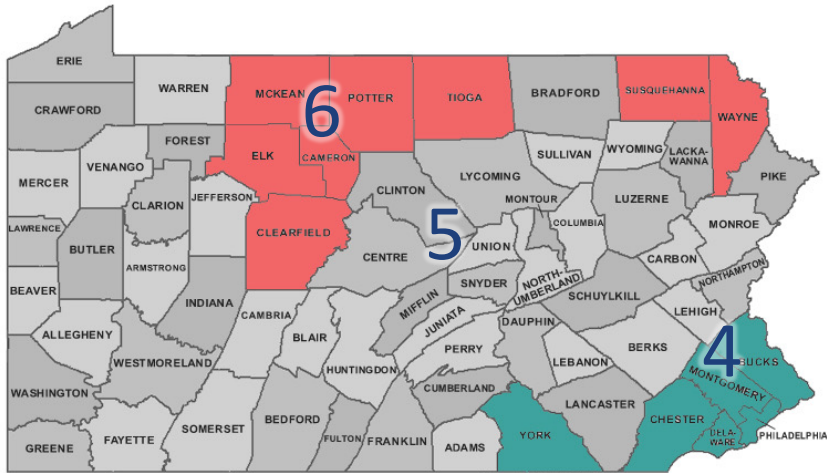 ERIE
WARREN
MCKEAN
POTTER
TIOGA
BRADFORD
SUSQUEHANNA
WAYNE
CRAWFORD
6
FOREST
ELK
CAMERON
SULLIVAN
WYOMING
LACKA-
WANNA
PIKE
MERCER
VENANGO
CLARION
JEFFERSON
CLINTON
LYCOMING
MONTOUR
COLUMBIA
LUZERNE
MONROE
LAWRENCE
BUTLER
ARMSTRONG
CLEARFIELD
CENTRE
5
UNION
CARBON
NORTHAMPTON
BEAVER
INDIANA
SNYDER
NORTH-
UMBERLAND
SCHUYLKILL
LEHIGH
ALLEGHENY
CAMBRIA
BLAIR
MIFFLIN
JUNIATA
DAUPHIN
BERKS
4
BUCKS
WESTMORELAND
HUNTINGDON
PERRY
LEBANON
MONTGOMERY
WASHINGTON
CUMBERLAND
LANCASTER
CHESTER
DELA-
WARE
PHILADELPHIA
GREENE
FAYETTE
SOMERSET
BEDFORD
FULTON
FRANKLIN
ADAMS
YORK